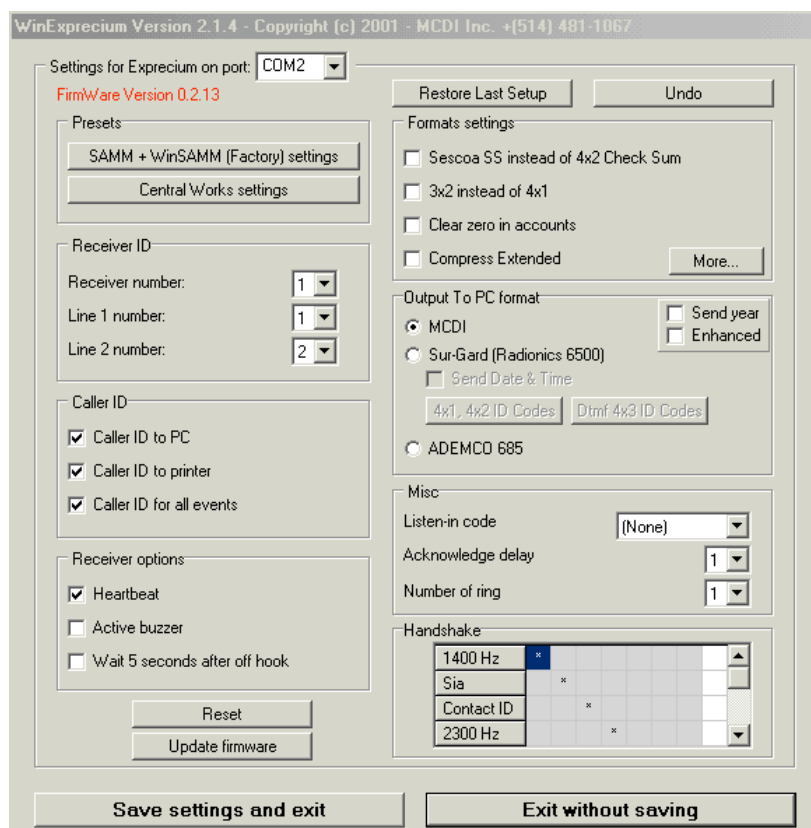 WinExprecium Version 2.1.4 - Copyright (c) 2001 - MCDI Inc. +(514) 481-1067
Settings for Exprecium on port: COM2
FirmWare Version 0.2.13
Restore Last Setup
Undo
Presets
SAMM + WinSAMM (Factory) settings
Central Works settings
Receiver ID
Receiver number: 1
Line 1 number: 1
Line 2 number: 2
Caller ID
Caller ID to PC
Caller ID to printer
Caller ID for all events
Receiver options
Heartbeat
Active buzzer
Wait 5 seconds after off hook
Reset
Update firmware
Formats settings
Sescoa SS instead of 4x2 Check Sum
3x2 instead of 4x1
Clear zero in accounts
Compress Extended
More...
Output To PC format
MCDI
Send year
Enhanced
Sur-Gard (Radionics 6500)
Send Date & Time
4x1, 4x2 ID Codes
Dtmf 4x3 ID Codes
ADEMCO 685
Misc
Listen-in code (None)
Acknowledge delay 1
Number of ring 1
Handshake
1400 Hz *
Sia *
Contact ID *
2300 Hz *
Save settings and exit
Exit without saving